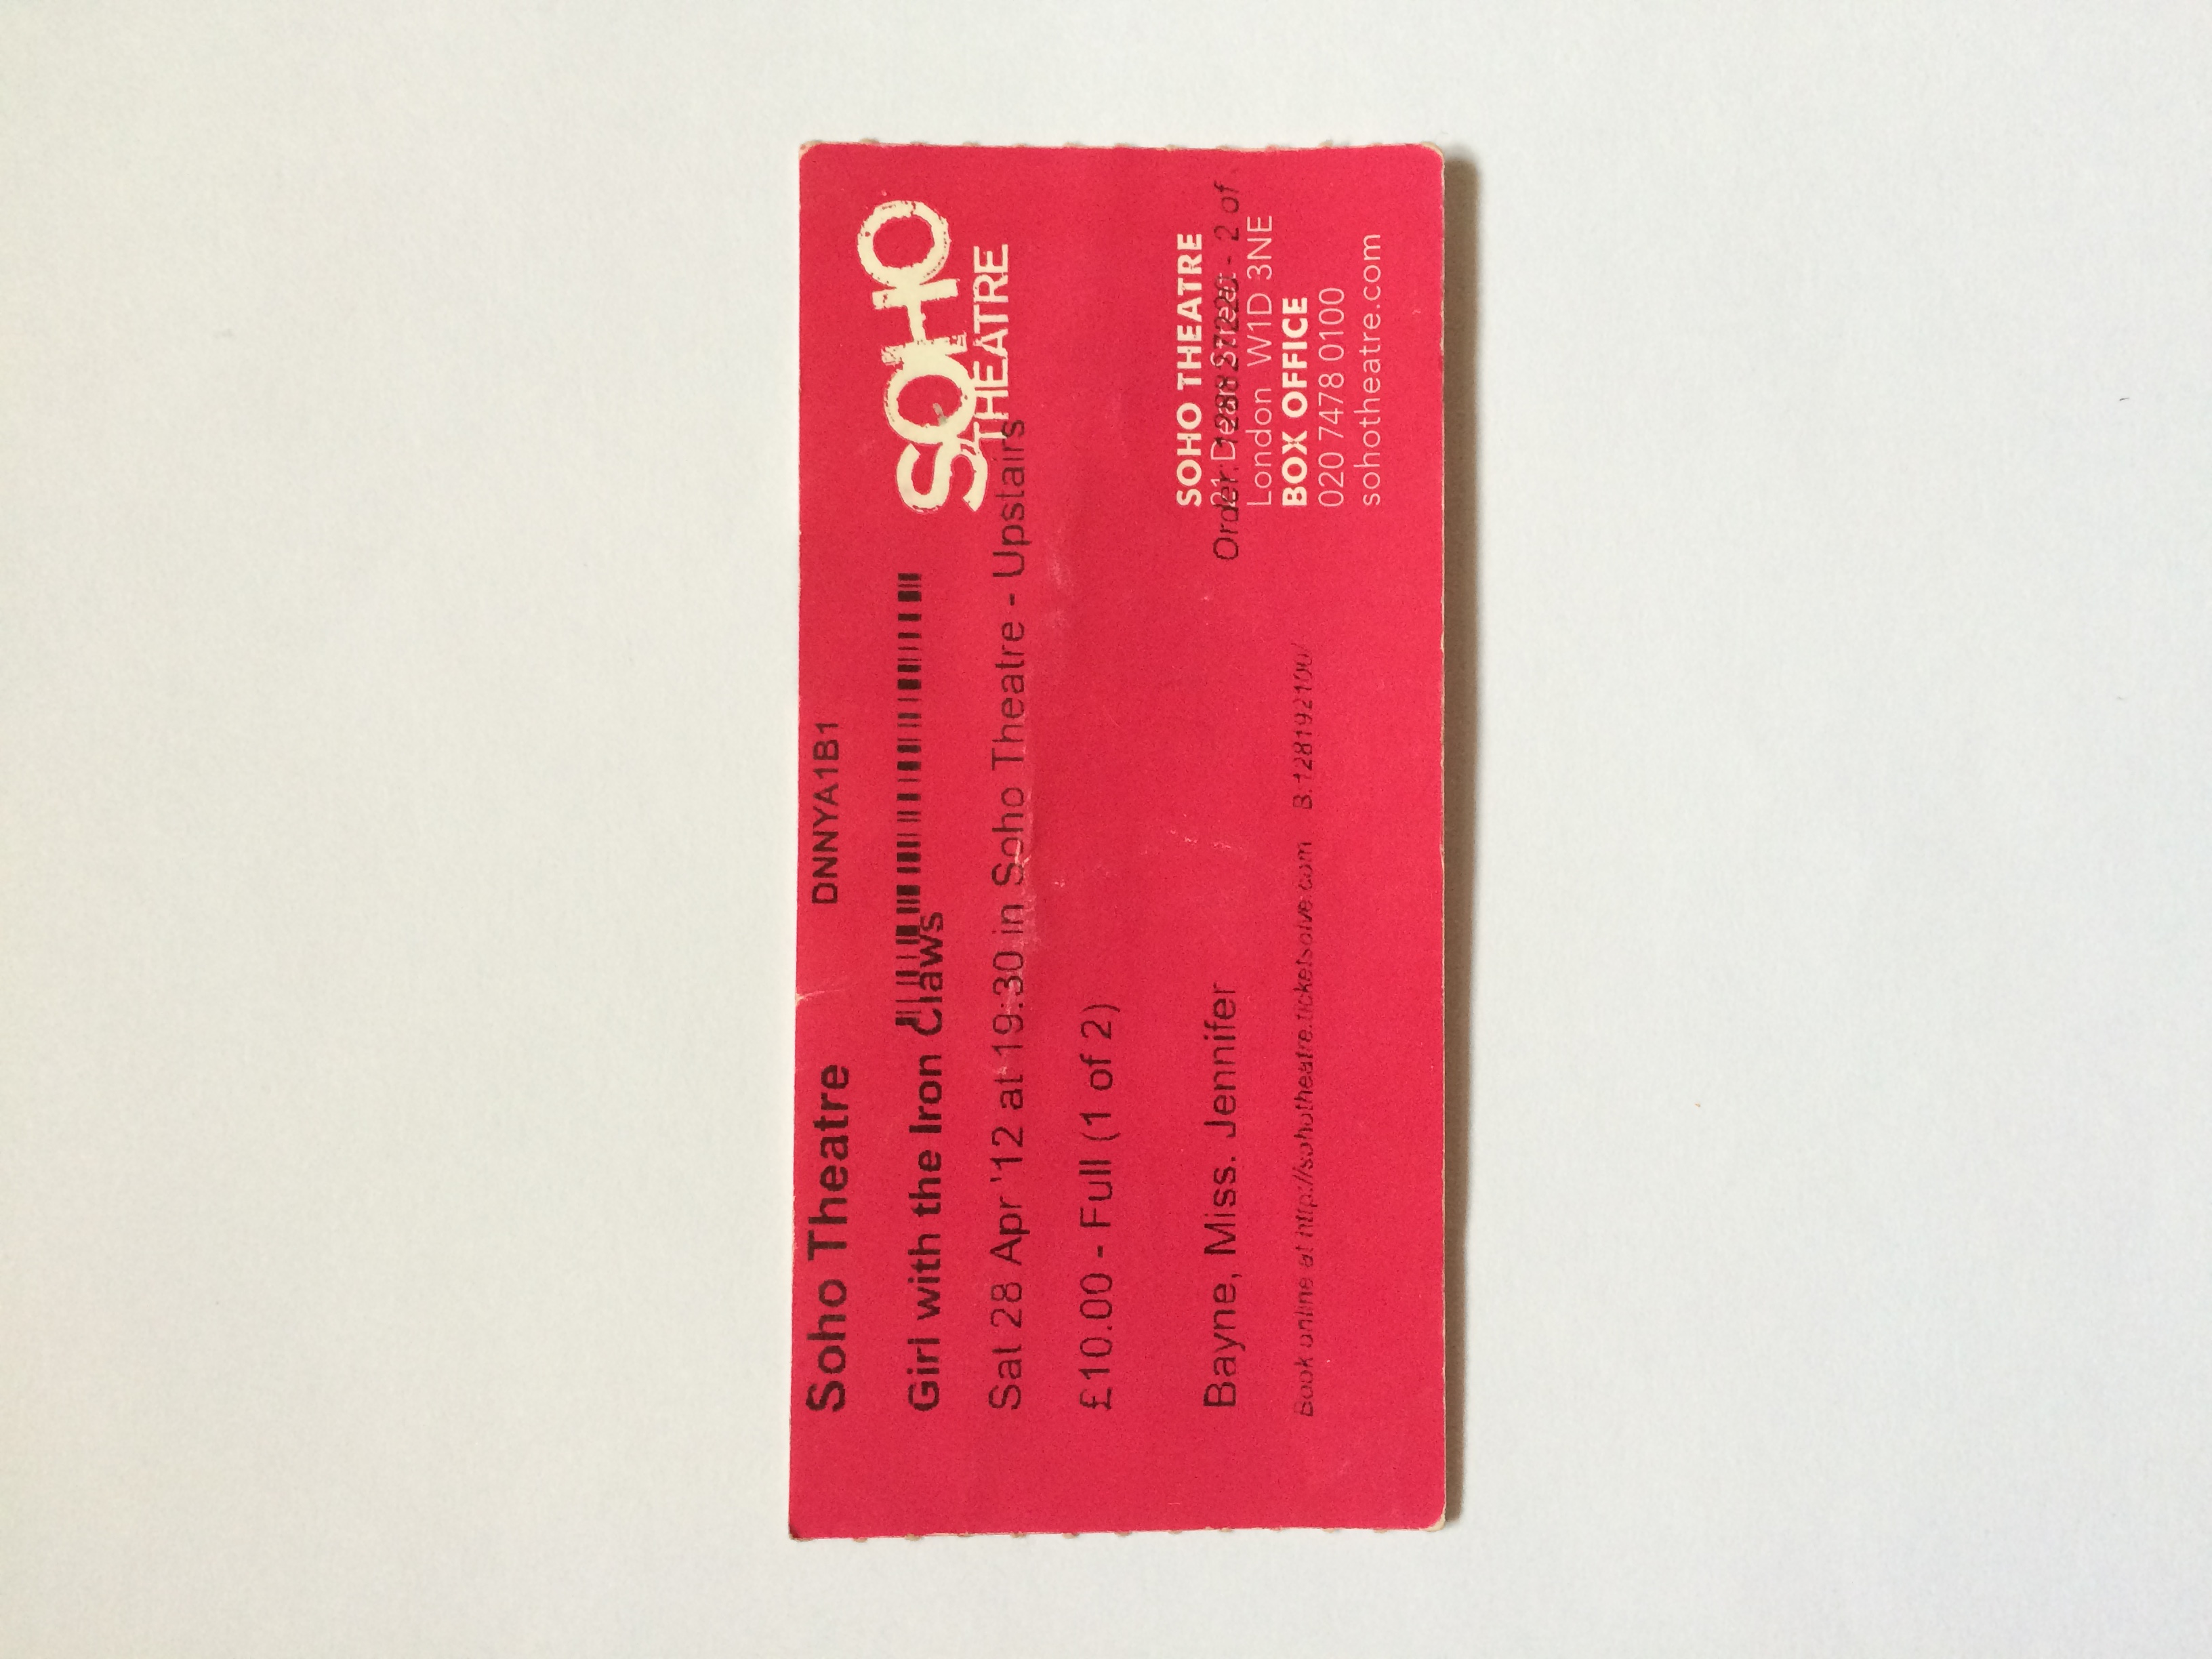 Soho Theatre
DNNYA1B1
Girl with the Iron Claws
Sat 28 Apr '12 at 19:30 in Soho Theatre - Upstairs
£10.00 - Full (1 of 2)
Bayne, Miss. Jennifer
Book online at http://sohotheatre.ticketsolve.com B:128192100/
SOHO
THEATRE
SOHO THEATRE
21 Dean Street
Order: - 2 of
London W1D 3NE
BOX OFFICE
020 7478 0100
sohotheatre.com